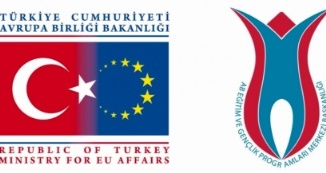 TÜRKİYE CUMHURİYETİ
AVRUPA BİRLİĞİ BAKANLIĞI
REPUBLIC OF TURKEY
MINISTRY FOR EU AFFAIRS
AB EĞİTİM VE GENÇLİK PROGRAMLARI MERKEZİ BAŞKANLIĞI